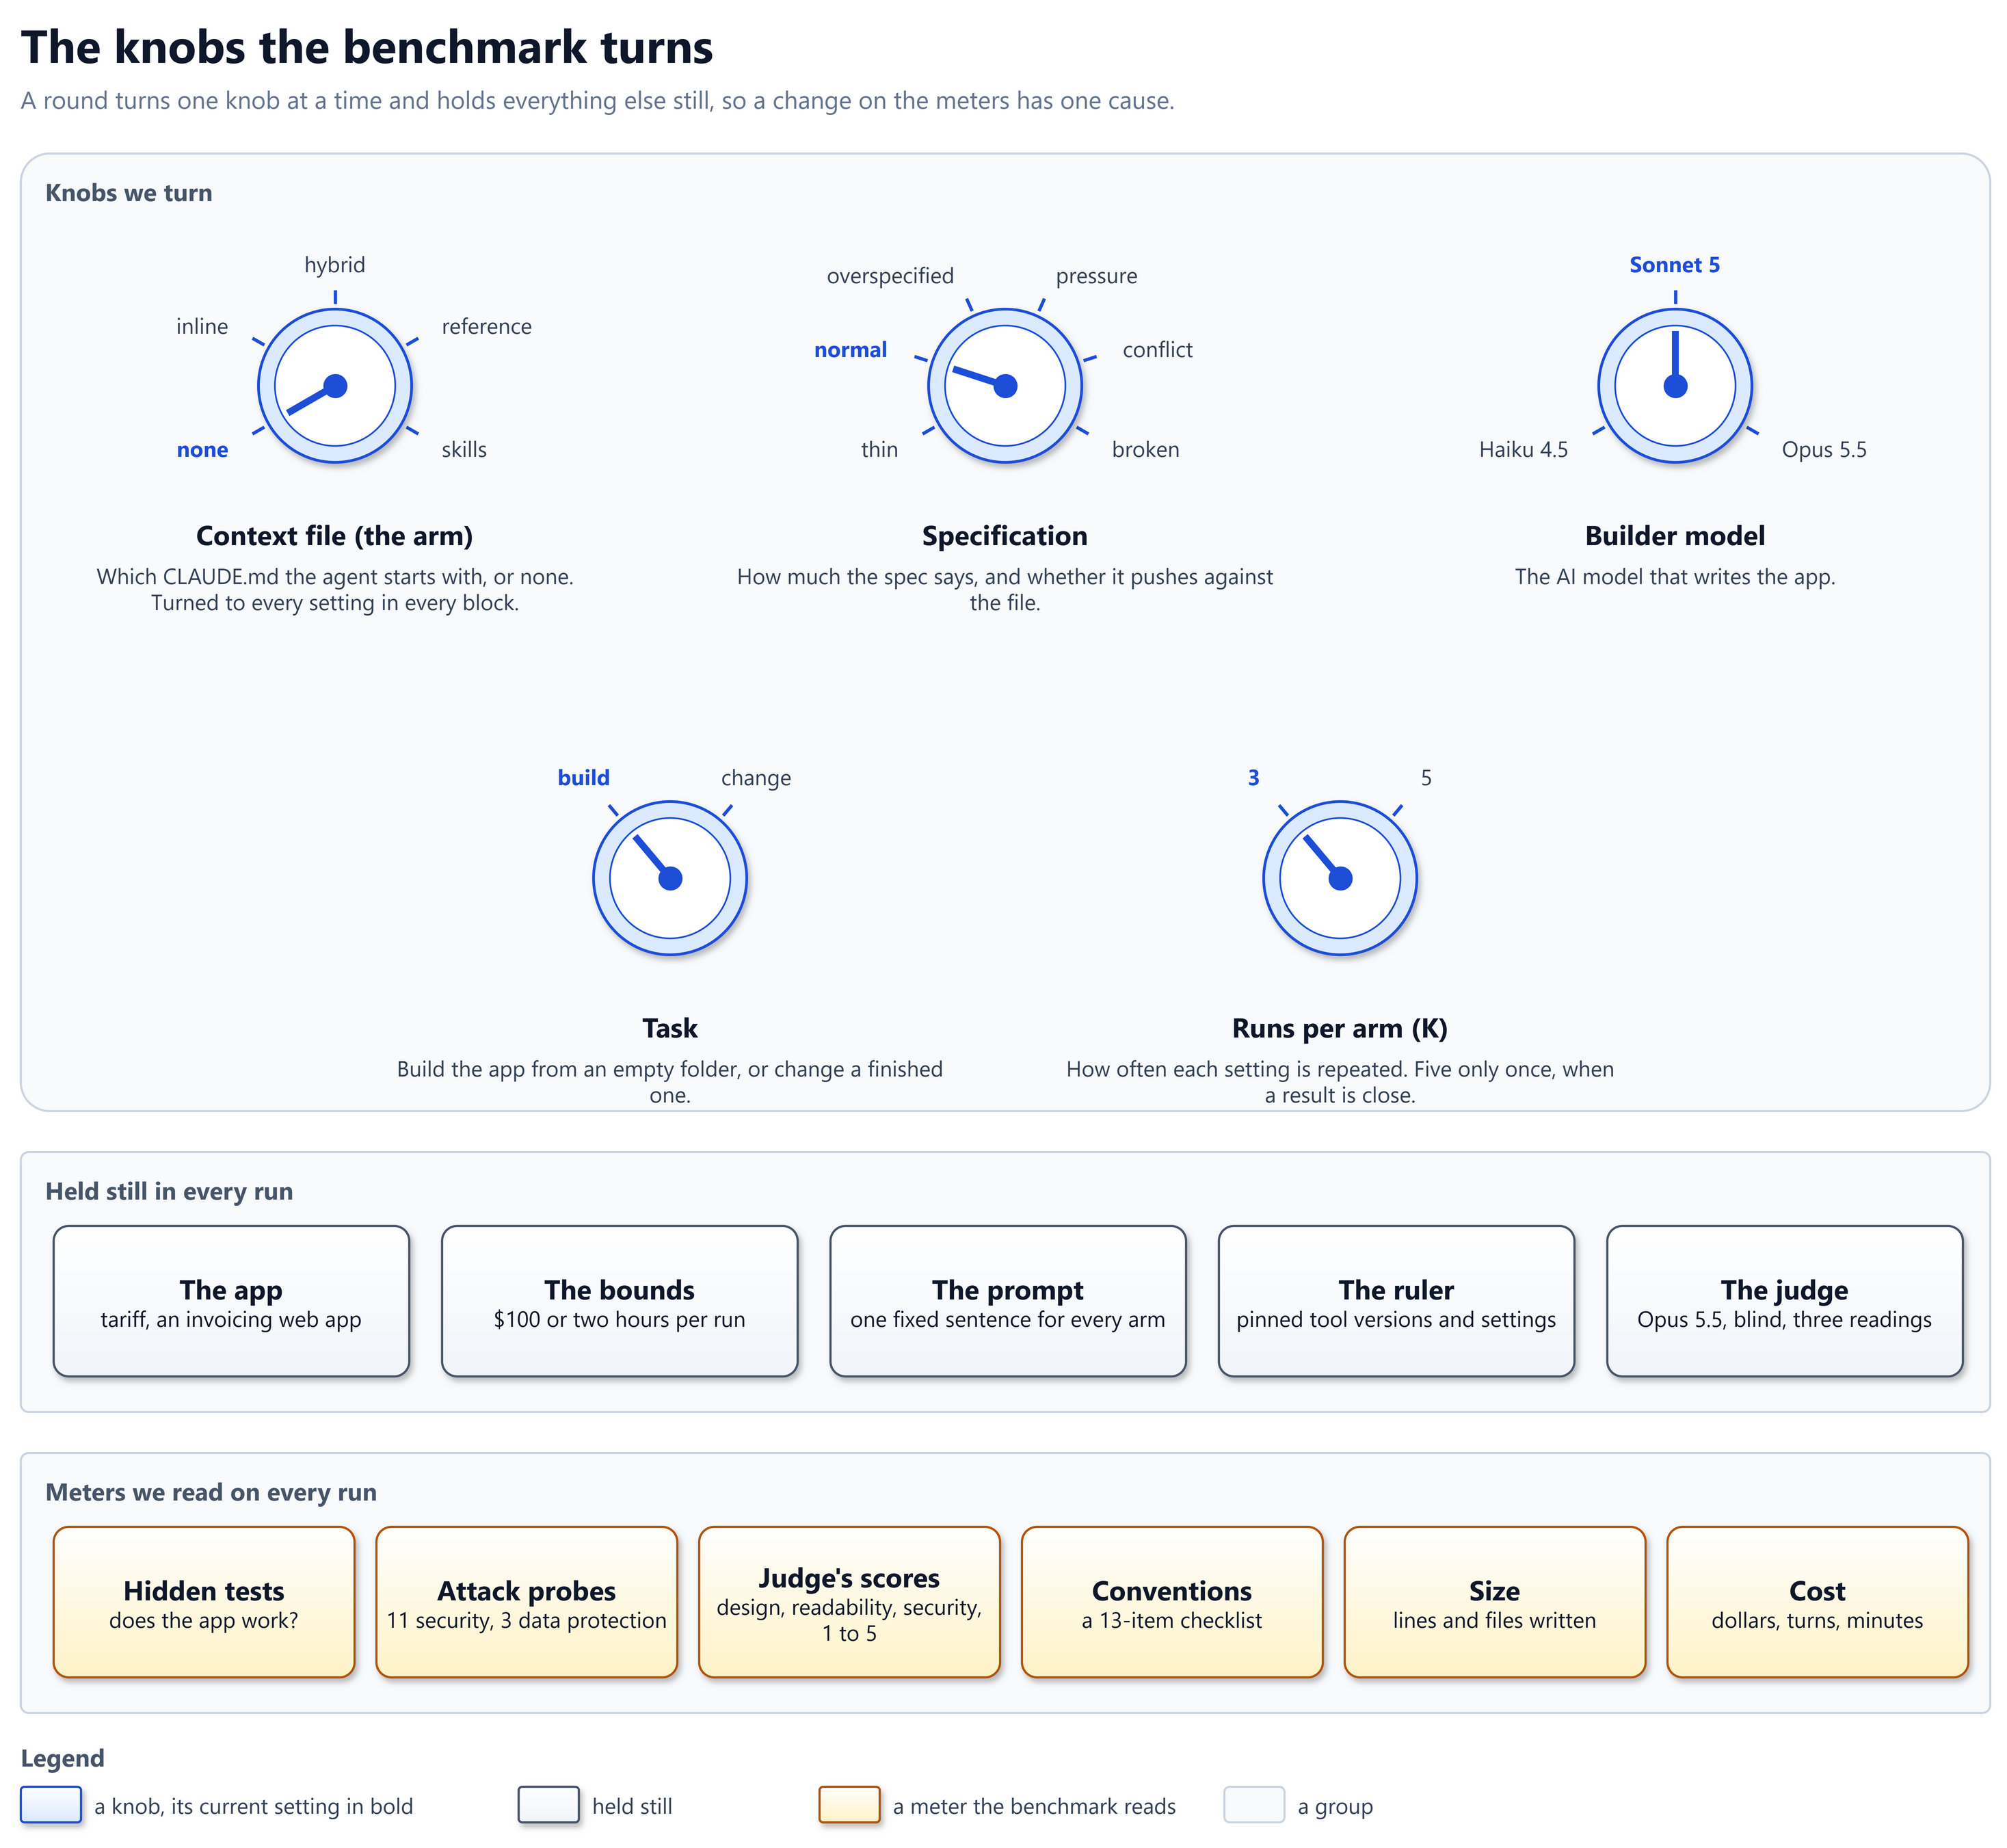 The knobs the benchmark turns
A round turns one knob at a time and holds everything else still, so a change on the meters has one cause.
Knobs we turn
hybrid
inline
reference
none
skills
Context file (the arm)
Which CLAUDE.md the agent starts with, or none.
Turned to every setting in every block.
overspecified
pressure
normal
conflict
thin
broken
Specification
How much the spec says, and whether it pushes against
the file.
Sonnet 5
Haiku 4.5
Opus 5.5
Builder model
The AI model that writes the app.
build
change
Task
Build the app from an empty folder, or change a finished
one.
3
5
Runs per arm (K)
How often each setting is repeated. Five only once, when
a result is close.
Held still in every run
The app
tariff, an invoicing web app
The bounds
$100 or two hours per run
The prompt
one fixed sentence for every arm
The ruler
pinned tool versions and settings
The judge
Opus 5.5, blind, three readings
Meters we read on every run
Hidden tests
does the app work?
Attack probes
11 security, 3 data protection
Judge's scores
design, readability, security,
1 to 5
Conventions
a 13-item checklist
Size
lines and files written
Cost
dollars, turns, minutes
Legend
a knob, its current setting in bold
held still
a meter the benchmark reads
a group